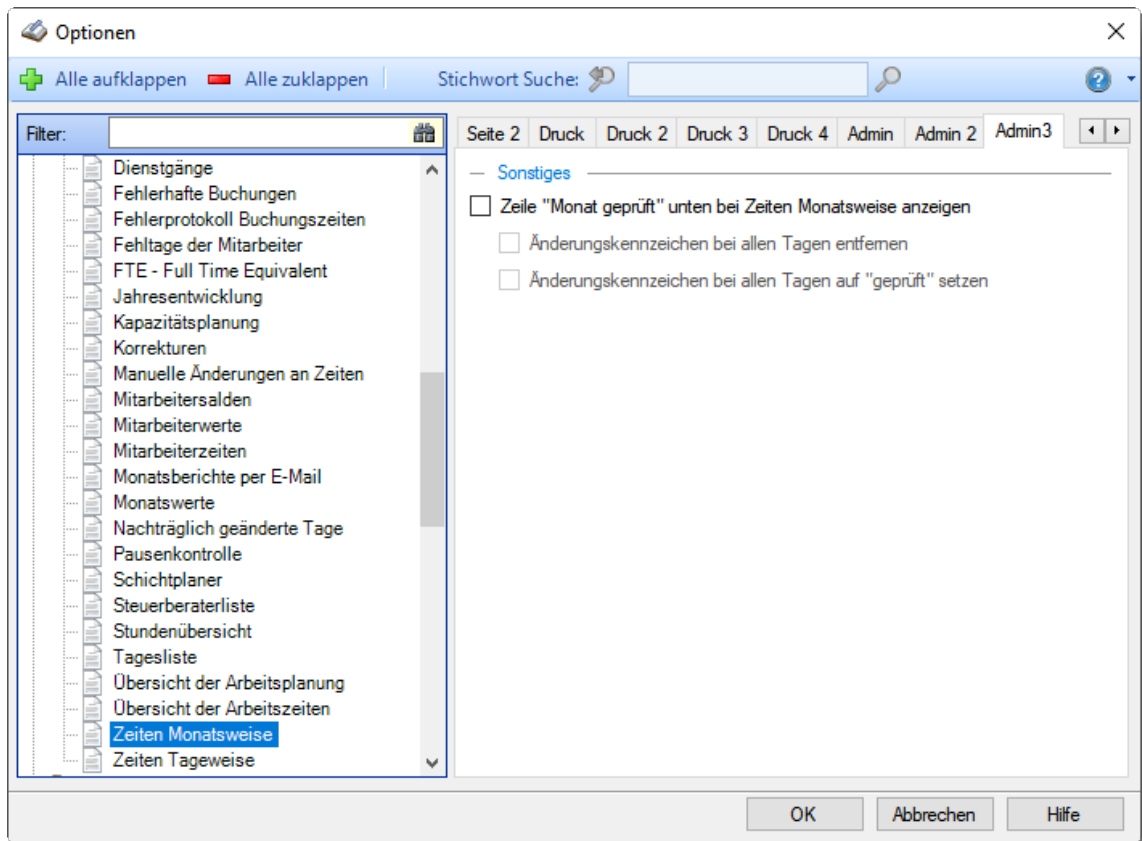 Optionen
Alle aufklappen Alle zuklappen Stichwort Suche:
Filter:
Dienstgänge
Fehlerhafte Buchungen
Fehlerprotokoll Buchungszeiten
Fehltage der Mitarbeiter
FTE - Full Time Equivalent
Jahresentwicklung
Kapazitätsplanung
Korrekturen
Manuelle Änderungen an Zeiten
Mitarbeitersalden
Mitarbeiterwerte
Mitarbeiterzeiten
Monatsberichte per E-Mail
Monatswerte
Nachträglich geänderte Tage
Pausenkontrolle
Schichtplaner
Steuerberaterliste
Stundenübersicht
Tagesliste
Übersicht der Arbeitsplanung
Übersicht der Arbeitszeiten
Zeiten Monatsweise
Zeiten Tageweise
Seite 2 Druck Druck 2 Druck 3 Druck 4 Admin Admin 2 Admin3
Sonstiges
Zeile "Monat geprüft" unten bei Zeiten Monatsweise anzeigen
Änderungskennzeichen bei allen Tagen entfernen
Änderungskennzeichen bei allen Tagen auf "geprüft" setzen
OK Abbrechen Hilfe